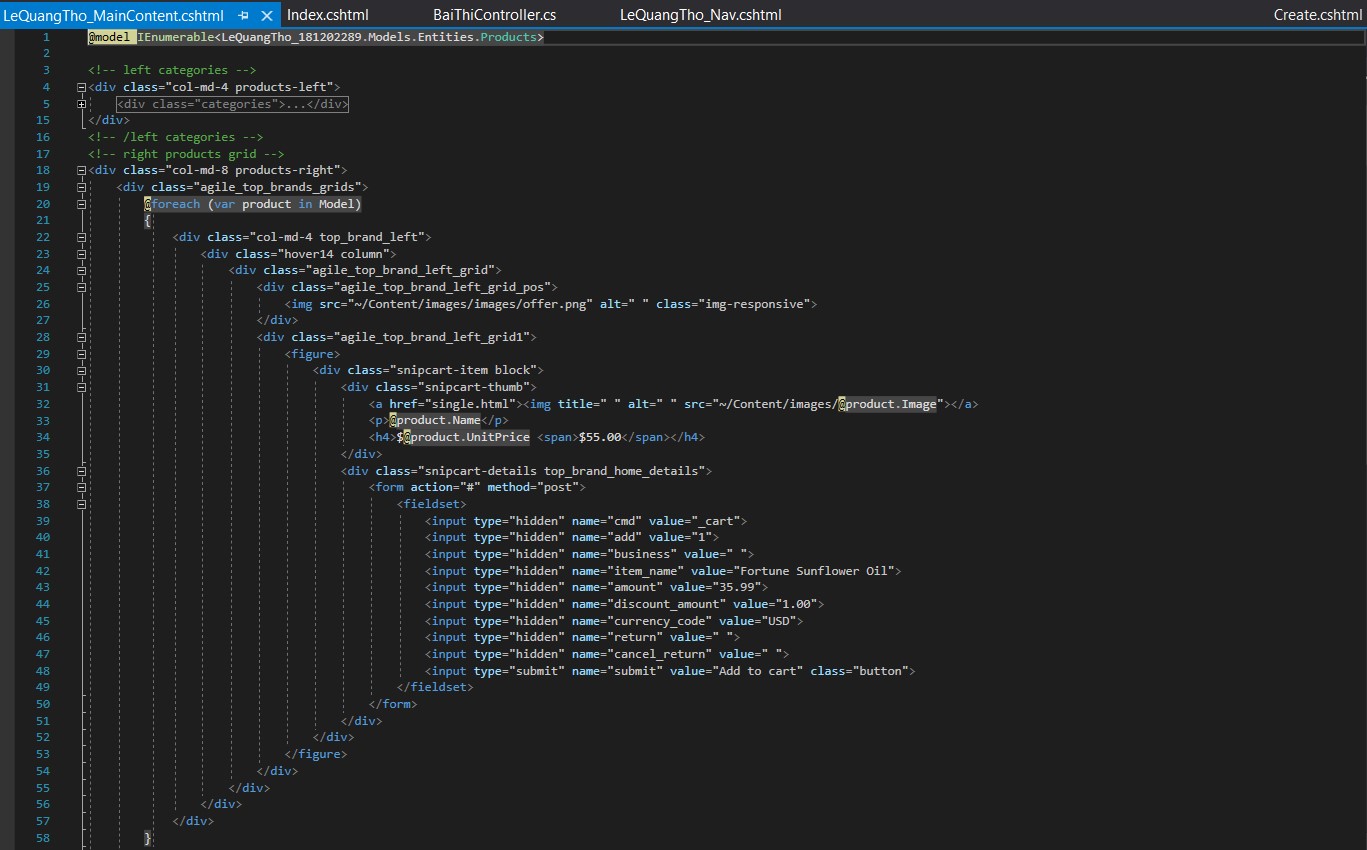 LeQuangTho_MainContent.cshtml Index.cshtml BaiThiController.cs LeQuangTho_Nav.cshtml Create.cshtml
1 @model IEnumerable<LeQuangTho_181202289.Models.Entities.Products>
2
3 <!-- left categories -->
4 <div class="col-md-4 products-left">
5 <div class="categories">...</div>
15 </div>
16 <!-- /left categories -->
17 <!-- right products grid -->
18 <div class="col-md-8 products-right">
19 <div class="agile_top_brands_grids">
20 @foreach (var product in Model)
21 {
22 <div class="col-md-4 top_brand_left">
23 <div class="hover14 column">
24 <div class="agile_top_brand_left_grid">
25 <div class="agile_top_brand_left_grid_pos">
26 <img src="~/Content/images/images/offer.png" alt=" " class="img-responsive">
27 </div>
28 <div class="agile_top_brand_left_grid1">
29 <figure>
30 <div class="snipcart-item block">
31 <div class="snipcart-thumb">
32 <a href="single.html"><img title=" " alt=" " src="~/Content/images/@product.Image"></a>
33 <p>@product.Name</p>
34 <h4>$@product.UnitPrice <span>$55.00</span></h4>
35 </div>
36 <div class="snipcart-details top_brand_home_details">
37 <form action="#" method="post">
38 <fieldset>
39 <input type="hidden" name="cmd" value="_cart">
40 <input type="hidden" name="add" value="1">
41 <input type="hidden" name="business" value=" ">
42 <input type="hidden" name="item_name" value="Fortune Sunflower Oil">
43 <input type="hidden" name="amount" value="35.99">
44 <input type="hidden" name="discount_amount" value="1.00">
45 <input type="hidden" name="currency_code" value="USD">
46 <input type="hidden" name="return" value=" ">
47 <input type="hidden" name="cancel_return" value=" ">
48 <input type="submit" name="submit" value="Add to cart" class="button">
49 </fieldset>
50 </form>
51 </div>
52 </div>
53 </figure>
54 </div>
55 </div>
56 </div>
57 </div>
58 }